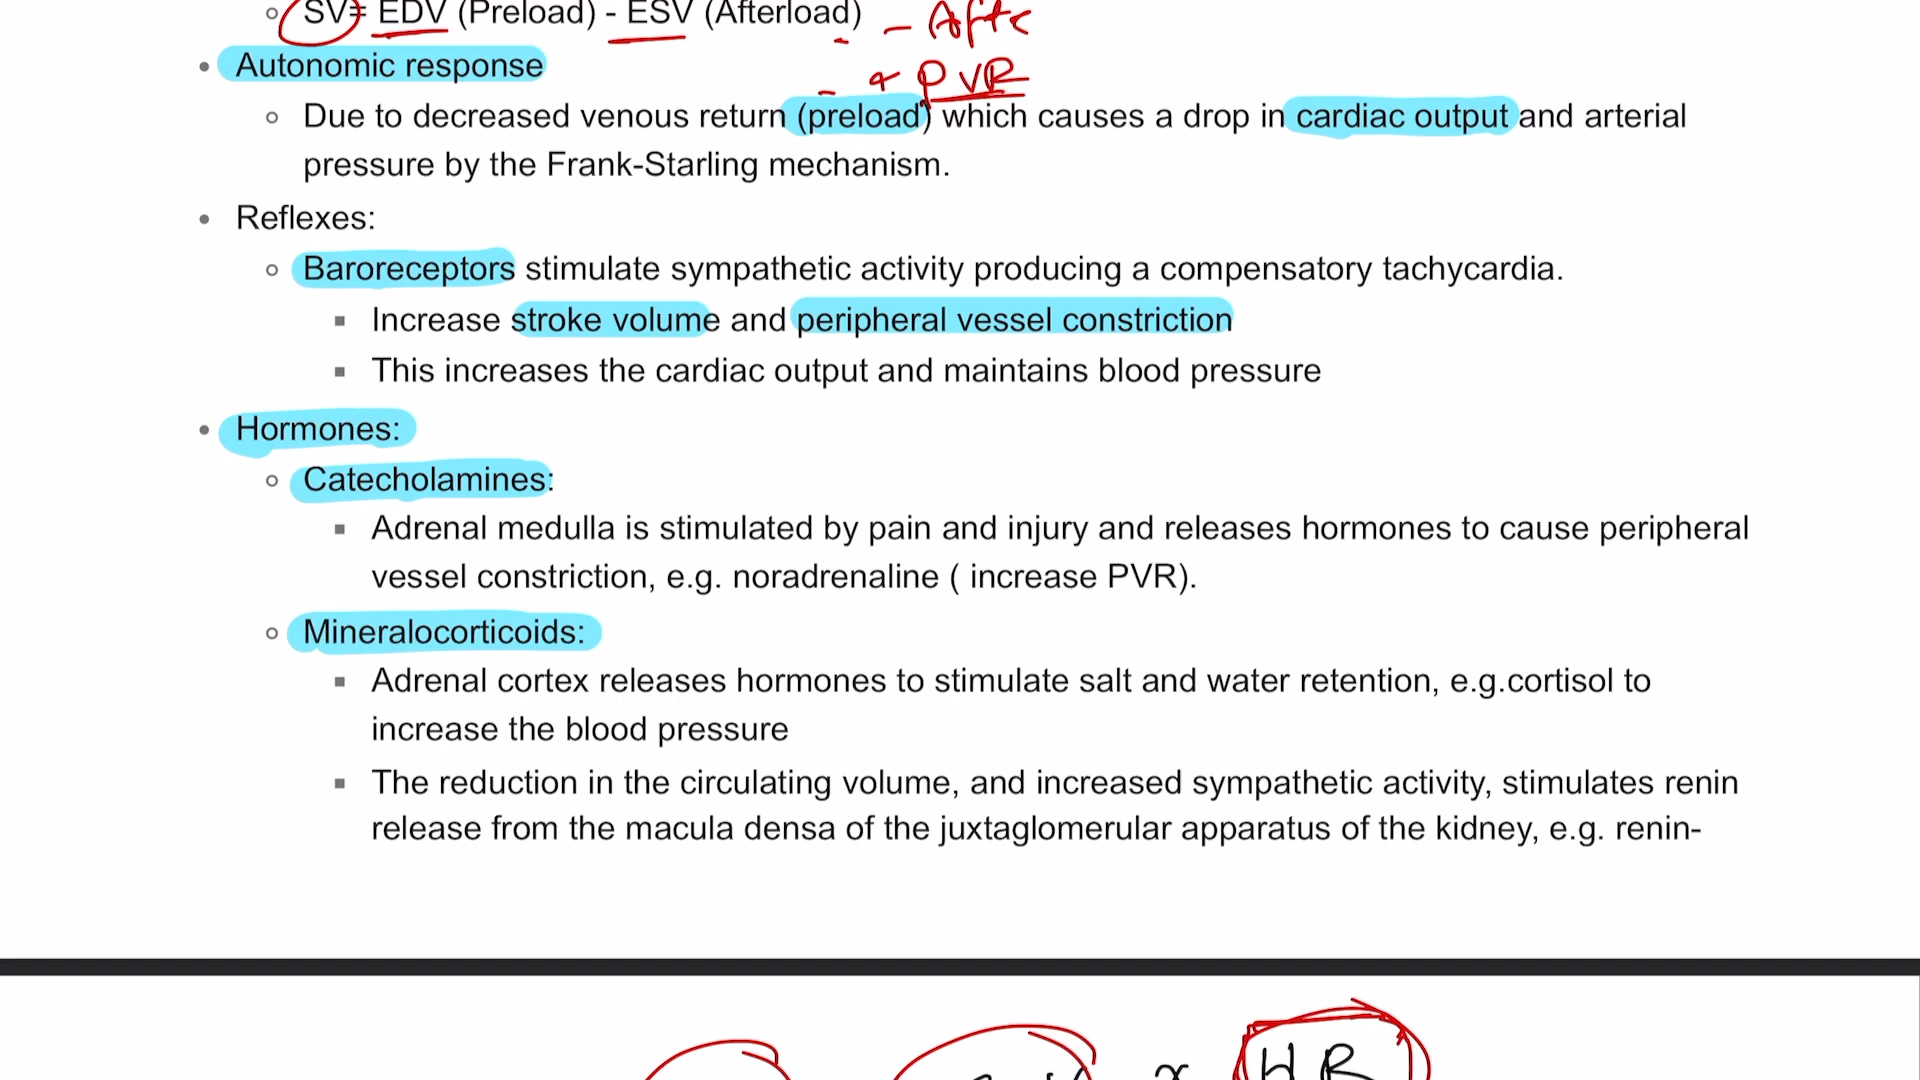 SV= EDV (Preload) - ESV (Afterload)
Autonomic response
+ PVR
Due to decreased venous return (preload) which causes a drop in cardiac output and arterial
pressure by the Frank-Starling mechanism.
Reflexes:
Baroreceptors stimulate sympathetic activity producing a compensatory tachycardia.
Increase stroke volume and peripheral vessel constriction
This increases the cardiac output and maintains blood pressure
Hormones:
Catecholamines:
Adrenal medulla is stimulated by pain and injury and releases hormones to cause peripheral
vessel constriction, e.g. noradrenaline ( increase PVR).
Mineralocorticoids:
Adrenal cortex releases hormones to stimulate salt and water retention, e.g.cortisol to
increase the blood pressure
The reduction in the circulating volume, and increased sympathetic activity, stimulates renin
release from the macula densa of the juxtaglomerular apparatus of the kidney, e.g. renin-
x HR